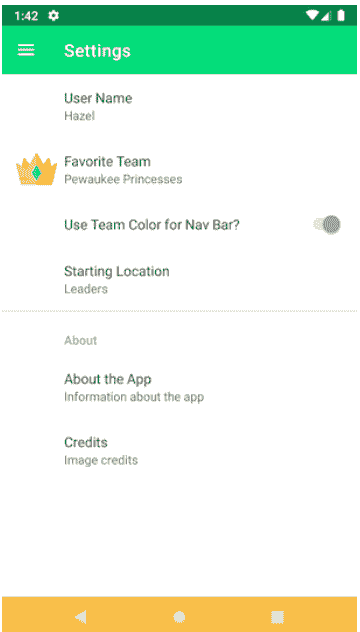 1:42
Settings
User Name
Hazel
Favorite Team
Pewaukee Princesses
Use Team Color for Nav Bar?
Starting Location
Leaders
About
About the App
Information about the app
Credits
Image credits